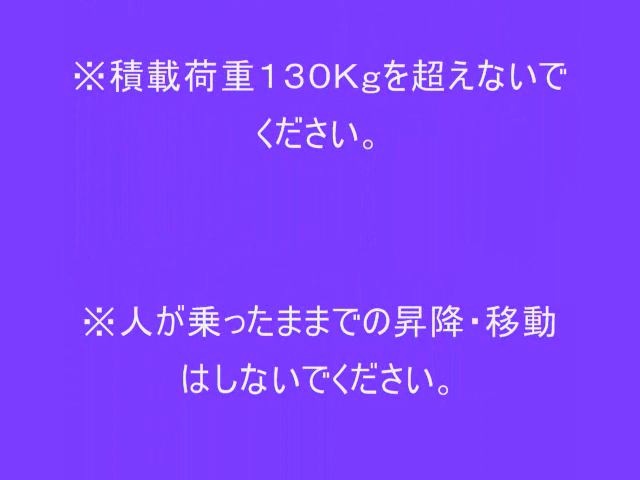 ※積載荷重１３０Ｋｇを超えないで
ください。
※人が乗ったままでの昇降・移動
はしないでください。